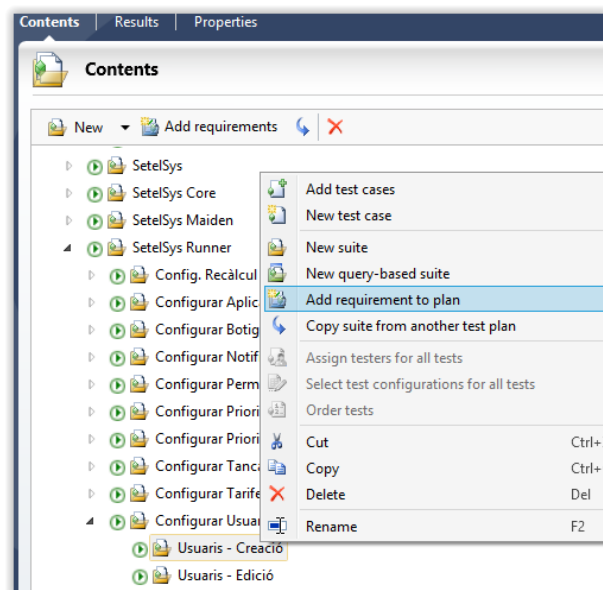 Contents Results Properties
Contents
New Add requirements
SetelSys
SetelSys Core
SetelSys Maiden
SetelSys Runner
Config. Recàlcul
Configurar Aplic
Configurar Botig
Configurar Notif
Configurar Perm
Configurar Priori
Configurar Priori
Configurar Tanca
Configurar Tarife
Configurar Usuar
Usuaris - Creació
Usuaris - Edició
Add test cases
New test case
New suite
New query-based suite
Add requirement to plan
Copy suite from another test plan
Assign testers for all tests
Select test configurations for all tests
Order tests
Cut Ctrl+
Copy Ctrl+
Delete Del
Rename F2